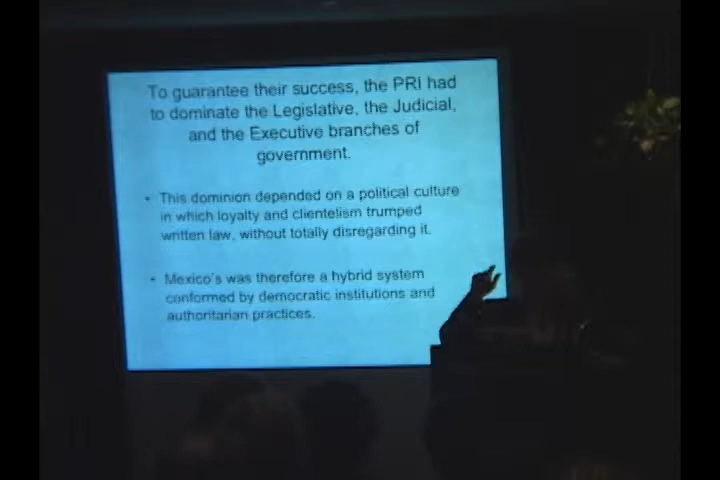 To guarantee their success, the PRI had
to dominate the Legislative, the Judicial,
and the Executive branches of
government.
• This dominion depended on a political culture
in which loyalty and clientelism trumped
written law, without totally disregarding it.
• Mexico's was therefore a hybrid system
conformed by democratic institutions and
authoritarian practices.